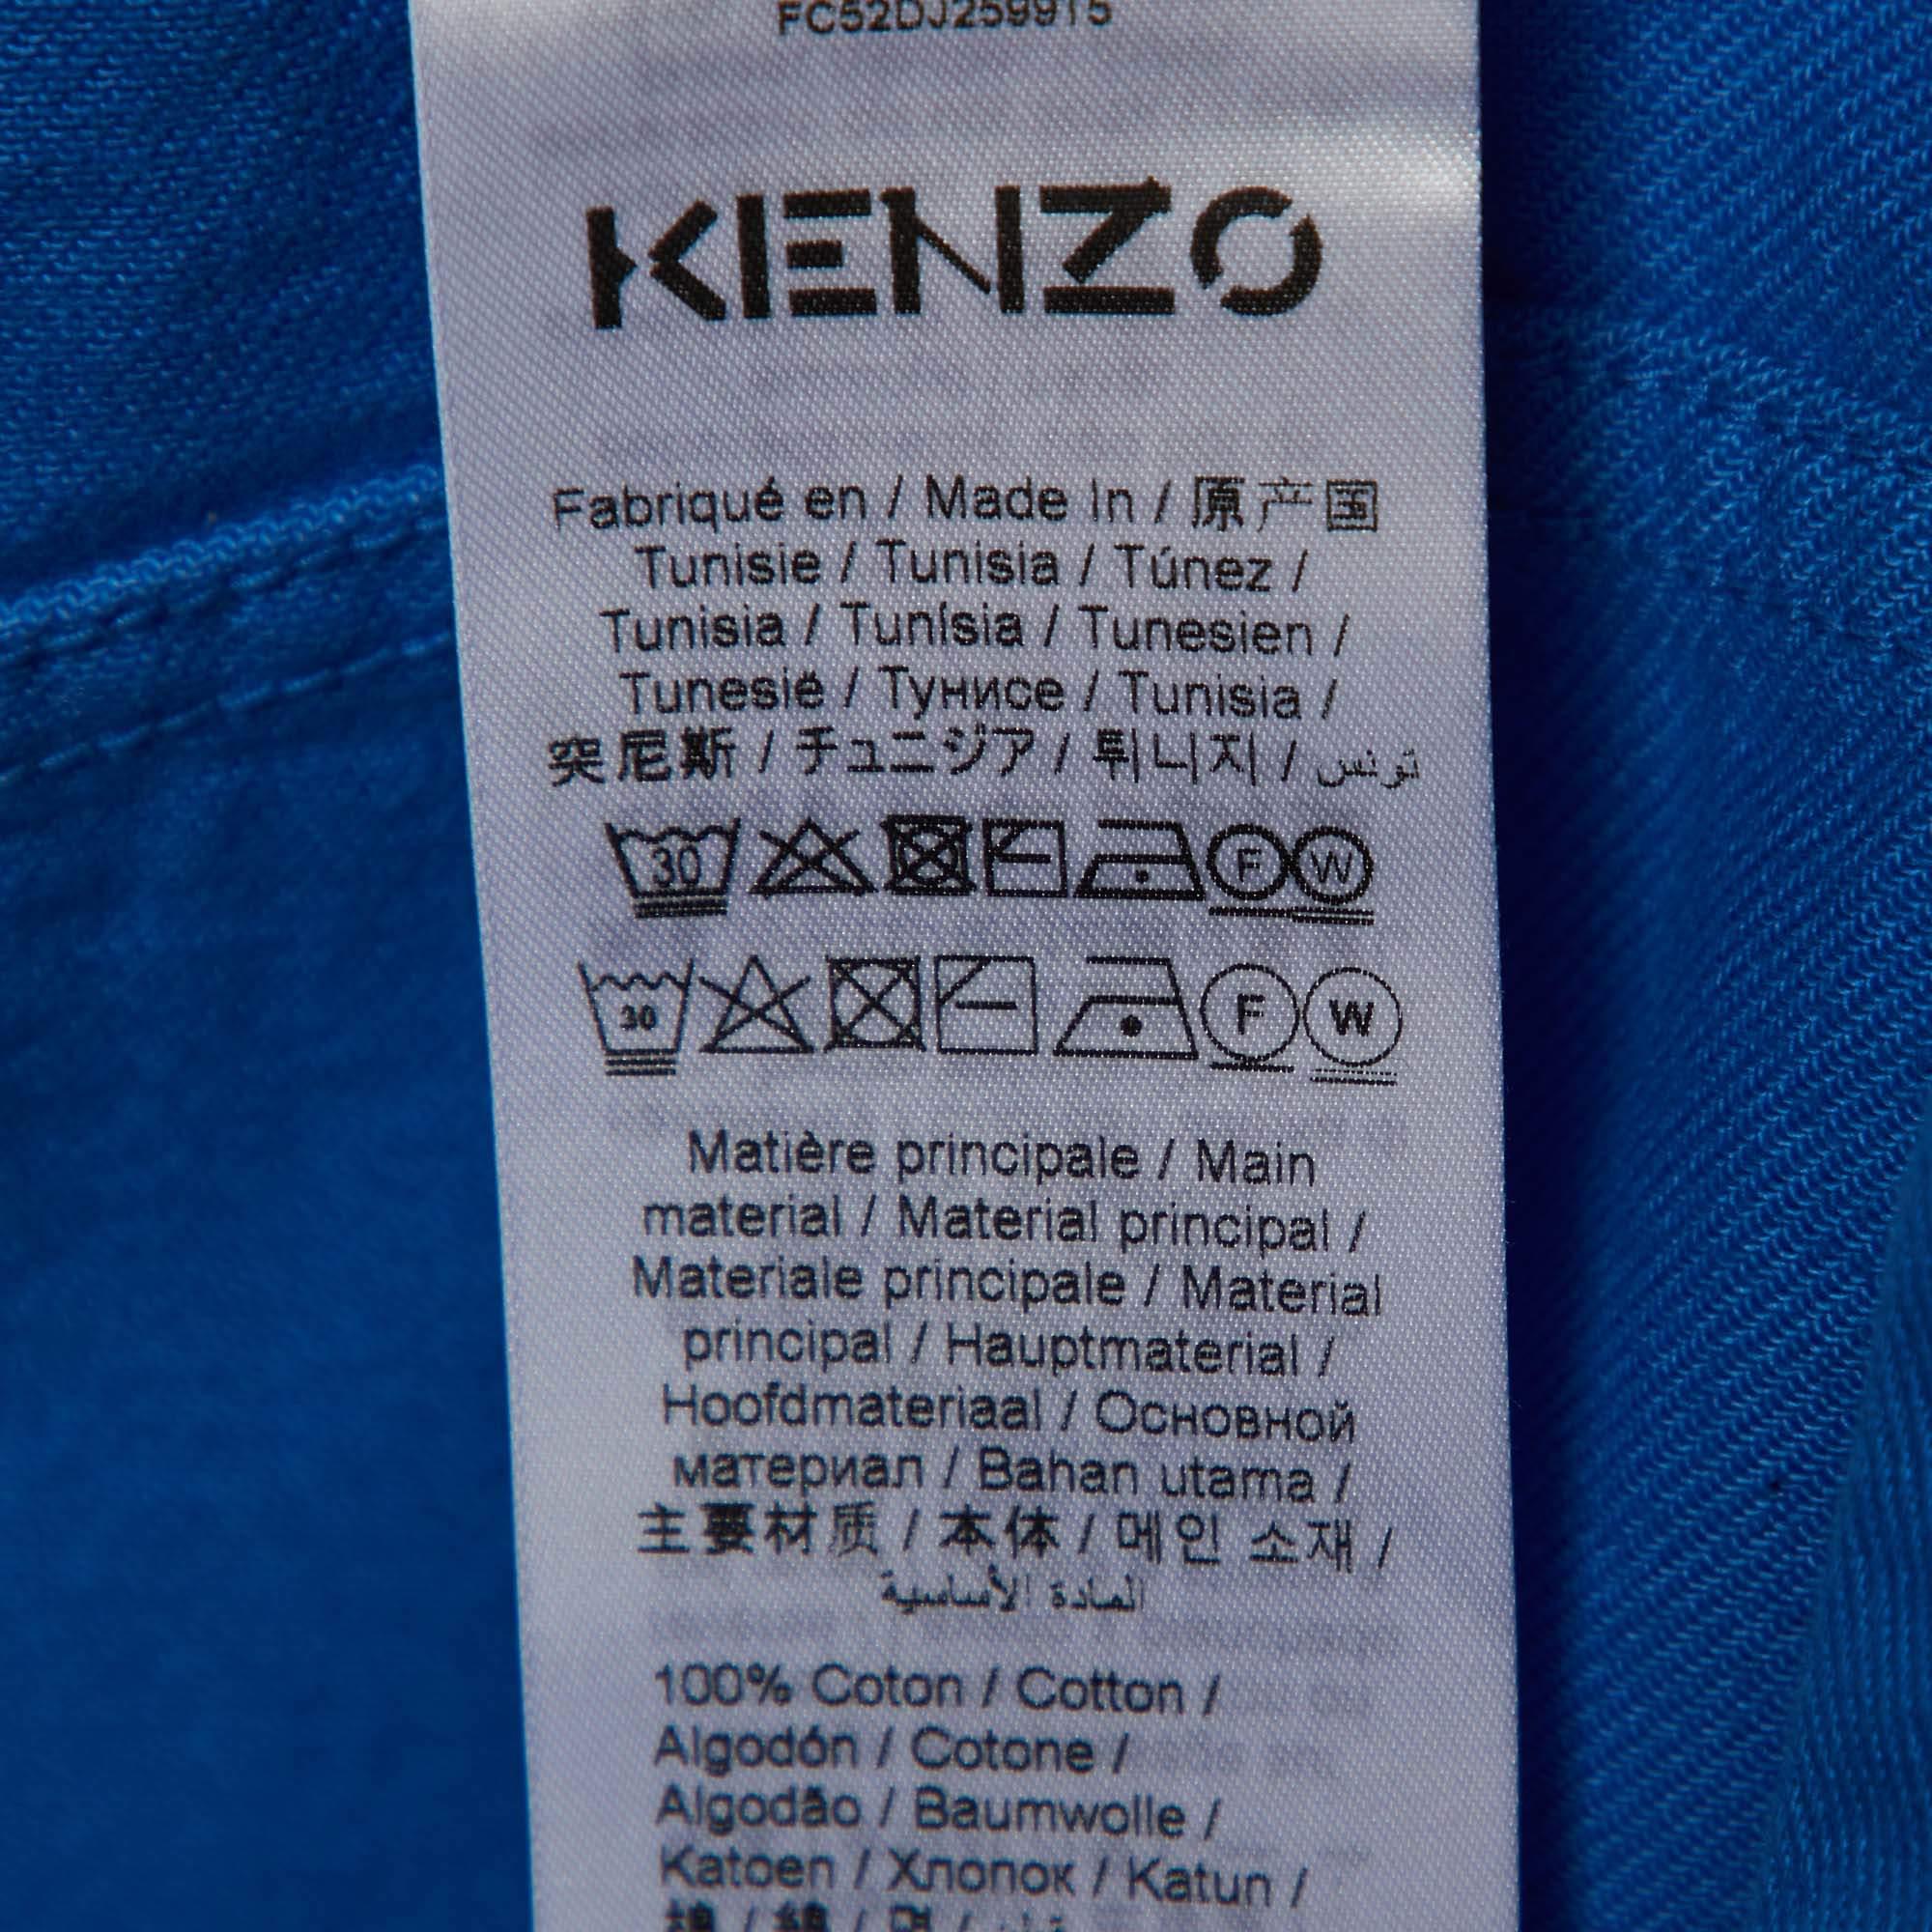 FC52DJ259915
KENZO
Fabriqué en / Made In / 原产国
Tunisie / Tunisia / Túnez /
Tunisia / Tunísia / Tunesien /
Tunesië / Тунисе / Tunisia /
突尼斯 / チュニジア / 튀니지 / تونس
30 F W
30 F W
Matière principale / Main
material / Material principal /
Materiale principale / Material
principal / Hauptmaterial /
Hoofdmateriaal / Основной
материал / Bahan utama /
主要材质 / 本体 / 메인 소재 /
المادة الأساسية
100% Coton / Cotton /
Algodón / Cotone /
Algodão / Baumwolle /
Katoen / Хлопок / Katun /